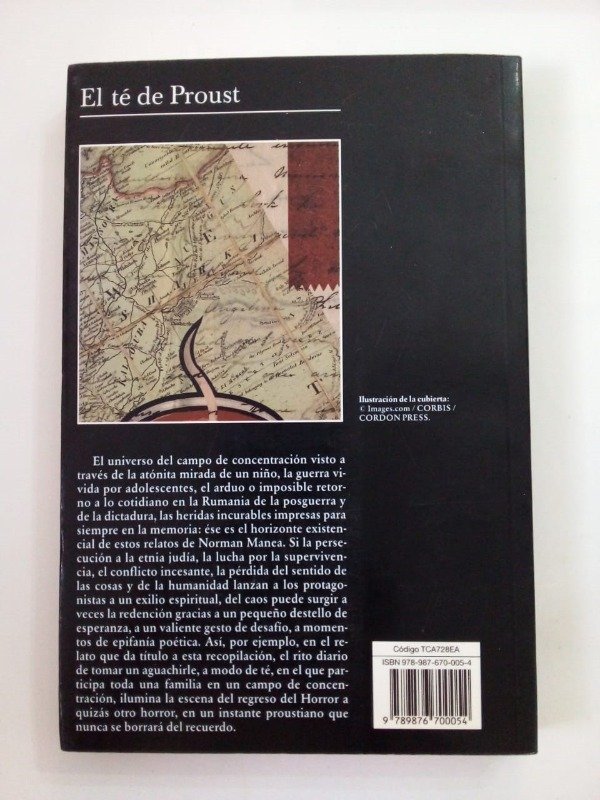 El té de Proust
Ilustración de la cubierta:
© Images.com / CORBIS /
CORDON PRESS.
El universo del campo de concentración visto a
través de la atónita mirada de un niño, la guerra vi-
vida por adolescentes, el arduo o imposible retor-
no a lo cotidiano en la Rumania de la posguerra y
de la dictadura, las heridas incurables impresas para
siempre en la memoria: ése es el horizonte existen-
cial de estos relatos de Norman Manea. Si la perse-
cución a la etnia judía, la lucha por la superviven-
cia, el conflicto incesante, la pérdida del sentido de
las cosas y de la humanidad lanzan a los protago-
nistas a un exilio espiritual, del caos puede surgir a
veces la redención gracias a un pequeño destello de
esperanza, a un valiente gesto de desafío, a momen-
tos de epifanía poética. Así, por ejemplo, en el re-
lato que da título a esta recopilación, el rito diario
de tomar un aguachirle, a modo de té, en el que par-
ticipa toda una familia en un campo de concen-
tración, ilumina la escena del regreso del Horror a
quizás otro horror, en un instante proustiano que
nunca se borrará del recuerdo.
Código TCA728EA
ISBN 978-987-670-005-4
9 789876 700054